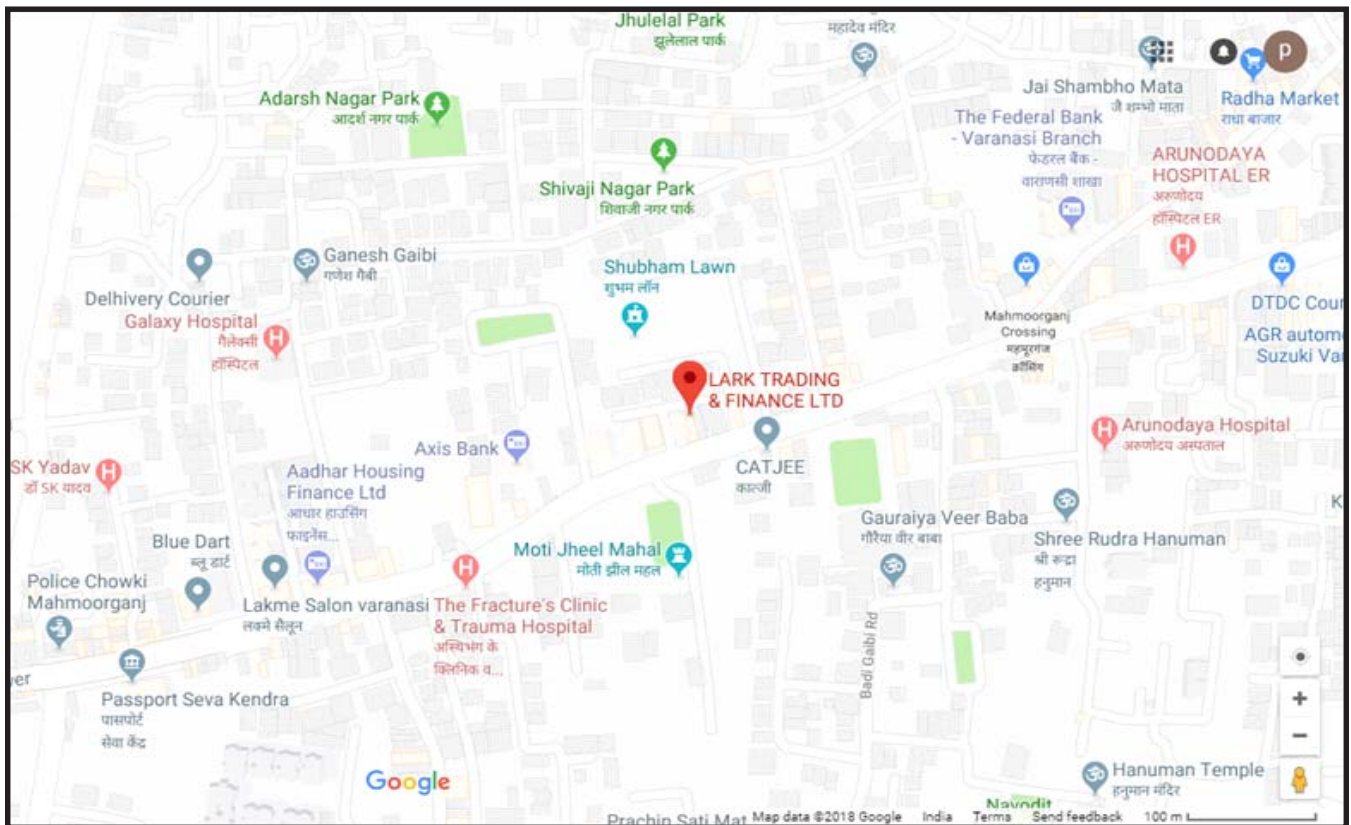 Jhulelal Park
झूलेलाल पार्क
महादेव मंदिर
P
Adarsh Nagar Park
आदर्श नगर पार्क
Jai Shambho Mata
जै शम्भो माता
Radha Market
राधा बाजार
The Federal Bank
- Varanasi Branch
फेडरल बैंक -
वाराणसी शाखा
ARUNODAYA
HOSPITAL ER
अरुणोदय
हॉस्पिटल ER
Shivaji Nagar Park
शिवाजी नगर पार्क
Ganesh Gaibi
गणेश गैबी
Shubham Lawn
शुभम लॉन
Delhivery Courier
Galaxy Hospital
गैलेक्सी
हॉस्पिटल
DTDC Cour
Mahmoorganj
Crossing
महमूरगंज
क्रॉसिंग
AGR autom
Suzuki Va
LARK TRADING
& FINANCE LTD
Arunodaya Hospital
अरुणोदय अस्पताल
Axis Bank
CATJEE
काटजी
SK Yadav
डॉ SK यादव
Aadhar Housing
Finance Ltd
आधार हाउसिंग
फाइनेंस...
Gauraiya Veer Baba
गौरैया वीर बाबा
Shree Rudra Hanuman
श्री रूद्रा
हनुमान
K
Blue Dart
ब्लू डार्ट
Moti Jheel Mahal
मोती झील महल
Police Chowki
Mahmoorganj
Lakme Salon varanasi
लक्मे सैलून
The Fracture's Clinic
& Trauma Hospital
अस्थिभंग के
क्लिनिक व...
Badi Gaibi Rd
er
Passport Seva Kendra
पासपोर्ट
सेवा केंद्र
Google
Hanuman Temple
हनुमान मंदिर
Navodit
Prachin Sati Mat
Map data ©2018 Google India Terms Send feedback 100 m